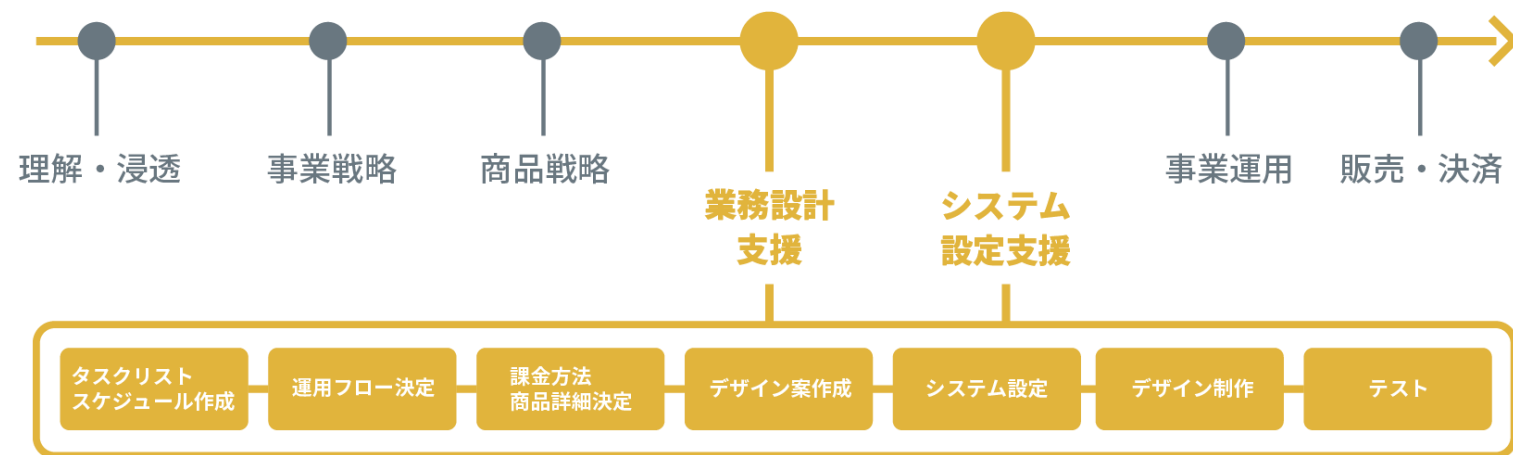 理解・浸透
事業戦略
商品戦略
業務設計
支援
システム
設定支援
事業運用
販売・決済
タスクリスト
スケジュール作成
運用フロー決定
課金方法
商品詳細決定
デザイン案作成
システム設定
デザイン制作
テスト